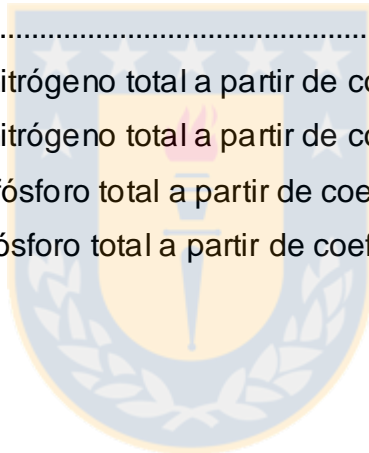 ..........................................
itrógeno total a partir de co
itrógeno total a partir de co
fósforo total a partir de coe
ósforo total a partir de coef